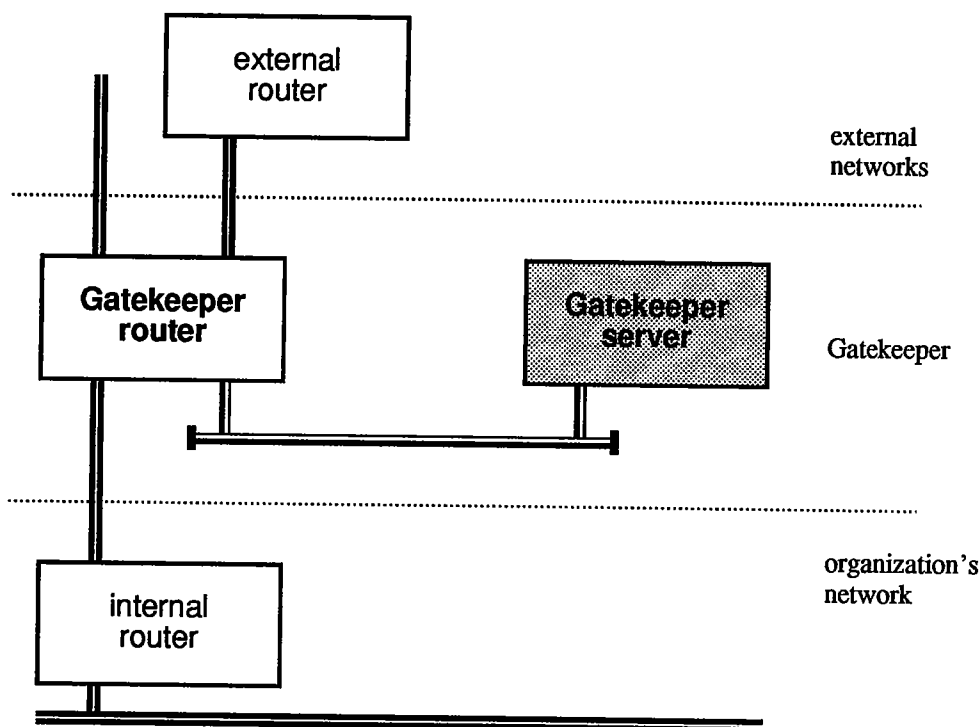 external
router
external
networks
Gatekeeper
router
Gatekeeper
server
Gatekeeper
organization's
network
internal
router